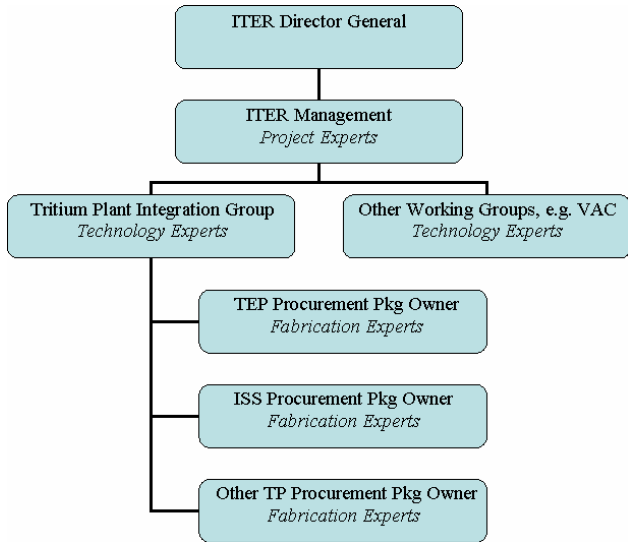 ITER Director General
ITER Management
Project Experts
Tritium Plant Integration Group
Technology Experts
Other Working Groups, e.g. VAC
Technology Experts
TEP Procurement Pkg Owner
Fabrication Experts
ISS Procurement Pkg Owner
Fabrication Experts
Other TP Procurement Pkg Owner
Fabrication Experts